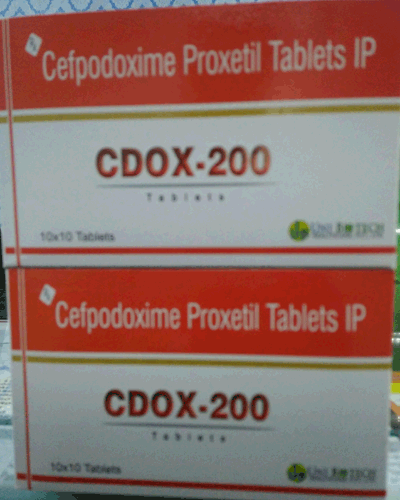 Cefpodoxime Proxetil Tablets IP
CDOX-200
Tablets
10x10 Tablets
Cefpodoxime Proxetil Tablets IP
CDOX-200
Tablets
10x10 Tablets